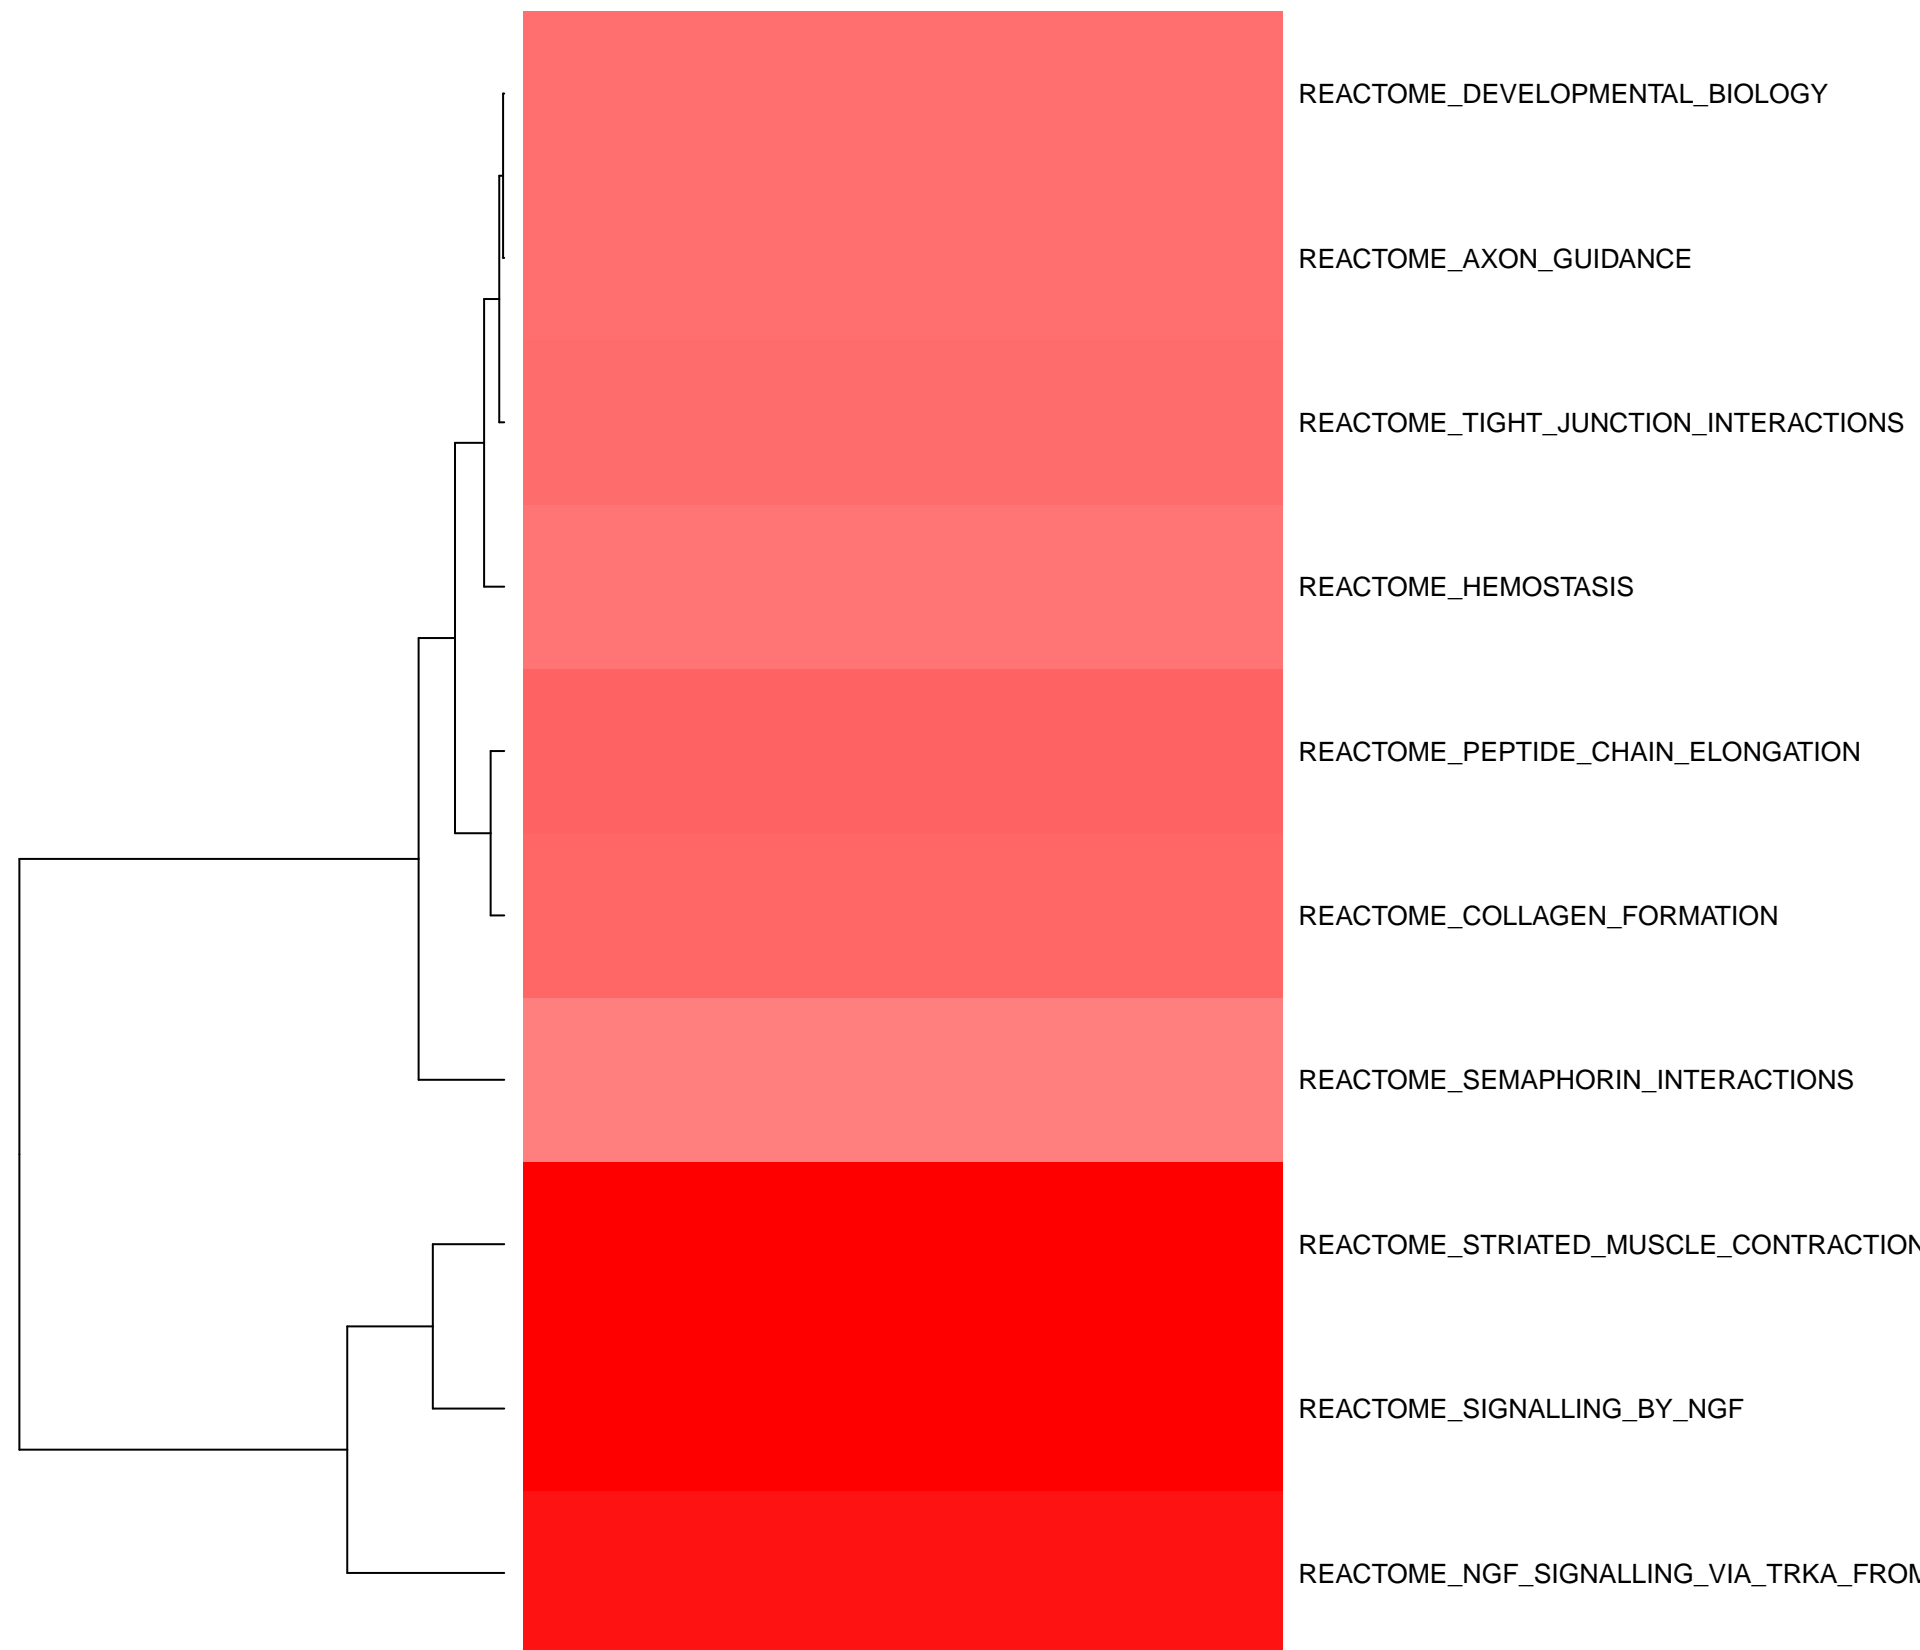 REACTOME_DEVELOPMENTAL_BIOLOGY
REACTOME_AXON_GUIDANCE
REACTOME_TIGHT_JUNCTION_INTERACTIONS
REACTOME_HEMOSTASIS
REACTOME_PEPTIDE_CHAIN_ELONGATION
REACTOME_COLLAGEN_FORMATION
REACTOME_SEMAPHORIN_INTERACTIONS
REACTOME_STRIATED_MUSCLE_CONTRACTION
REACTOME_SIGNALLING_BY_NGF
REACTOME_NGF_SIGNALLING_VIA_TRKA_FROM